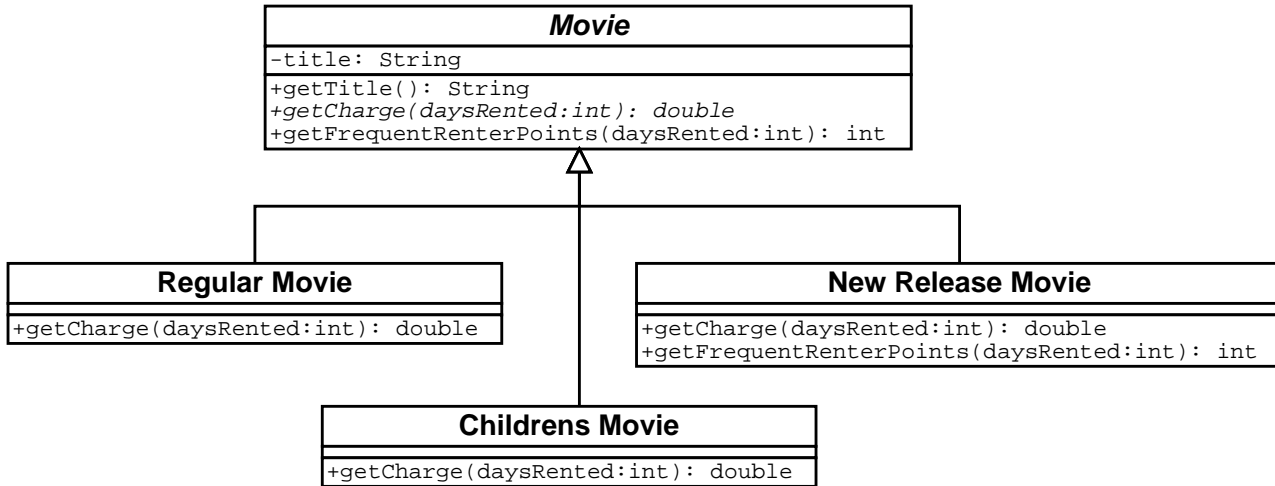 Movie
-title: String
+getTitle(): String
+getCharge(daysRented:int): double
+getFrequentRenterPoints(daysRented:int): int
Regular Movie
+getCharge(daysRented:int): double
New Release Movie
+getCharge(daysRented:int): double
+getFrequentRenterPoints(daysRented:int): int
Childrens Movie
+getCharge(daysRented:int): double